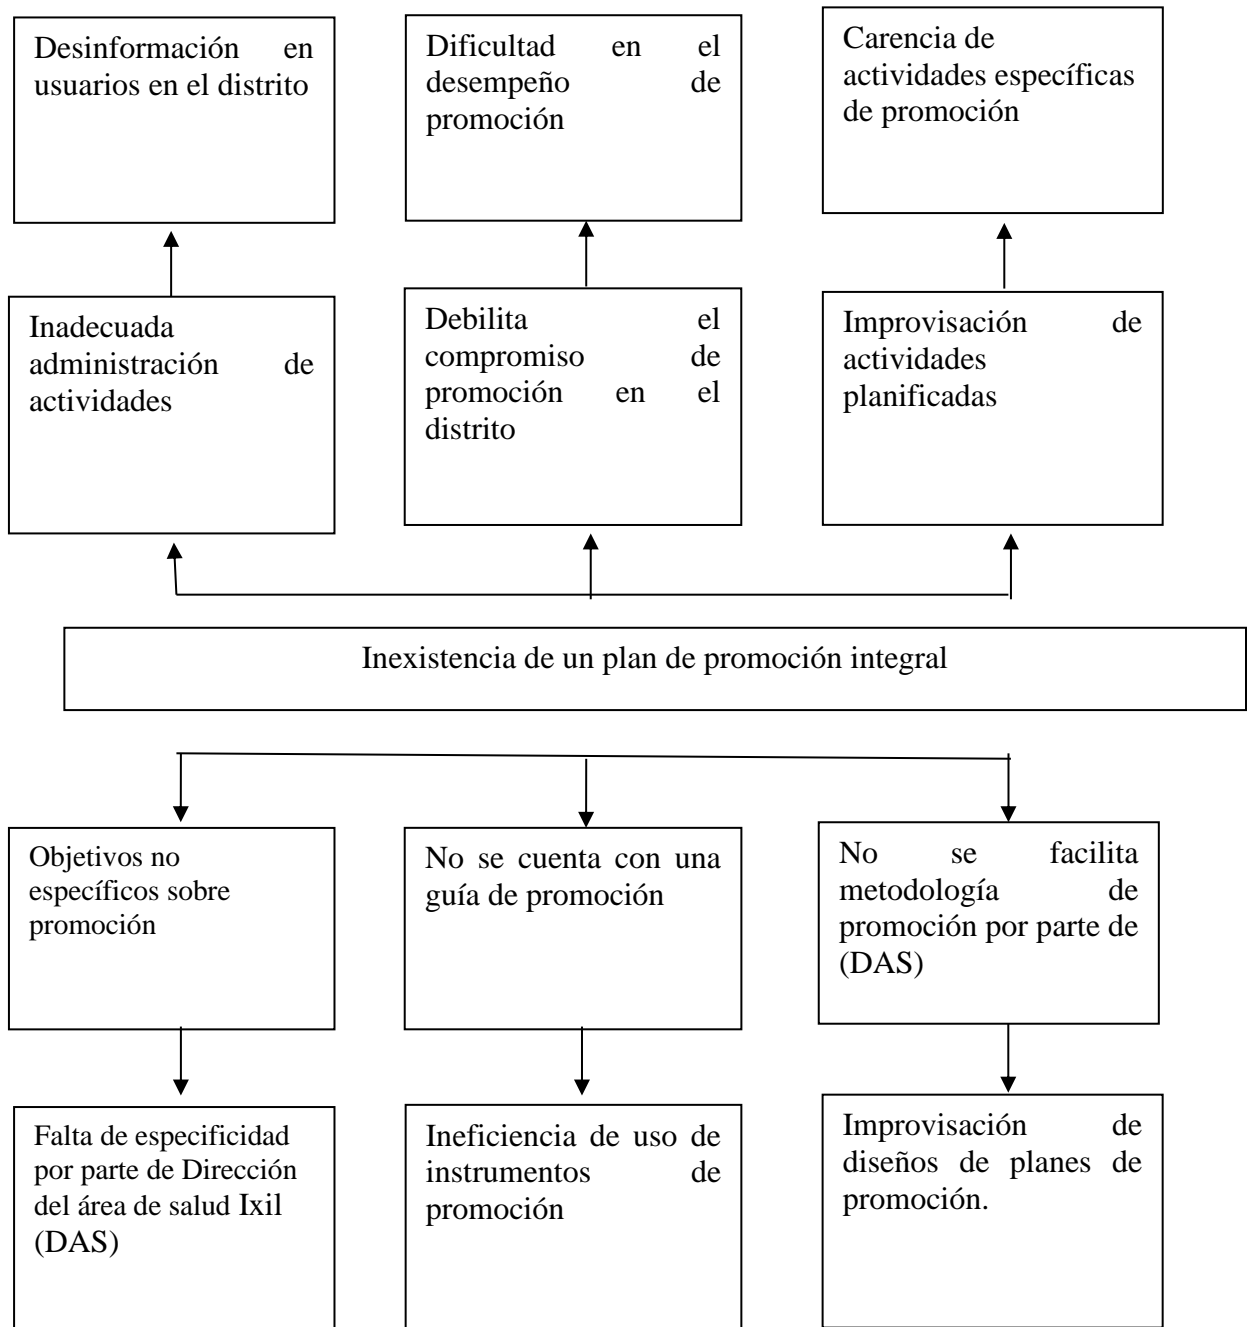 Desinformación en
usuarios en el distrito
Dificultad en el
desempeño de
promoción
Carencia de
actividades específicas
de promoción
Inadecuada
administración de
actividades
Debilita el
compromiso de
promoción en el
distrito
Improvisación de
actividades
planificadas
Inexistencia de un plan de promoción integral
Objetivos no
específicos sobre
promoción
No se cuenta con una
guía de promoción
No se facilita
metodología de
promoción por parte de
(DAS)
Falta de especificidad
por parte de Dirección
del área de salud Ixil
(DAS)
Ineficiencia de uso de
instrumentos de
promoción
Improvisación de
diseños de planes de
promoción.